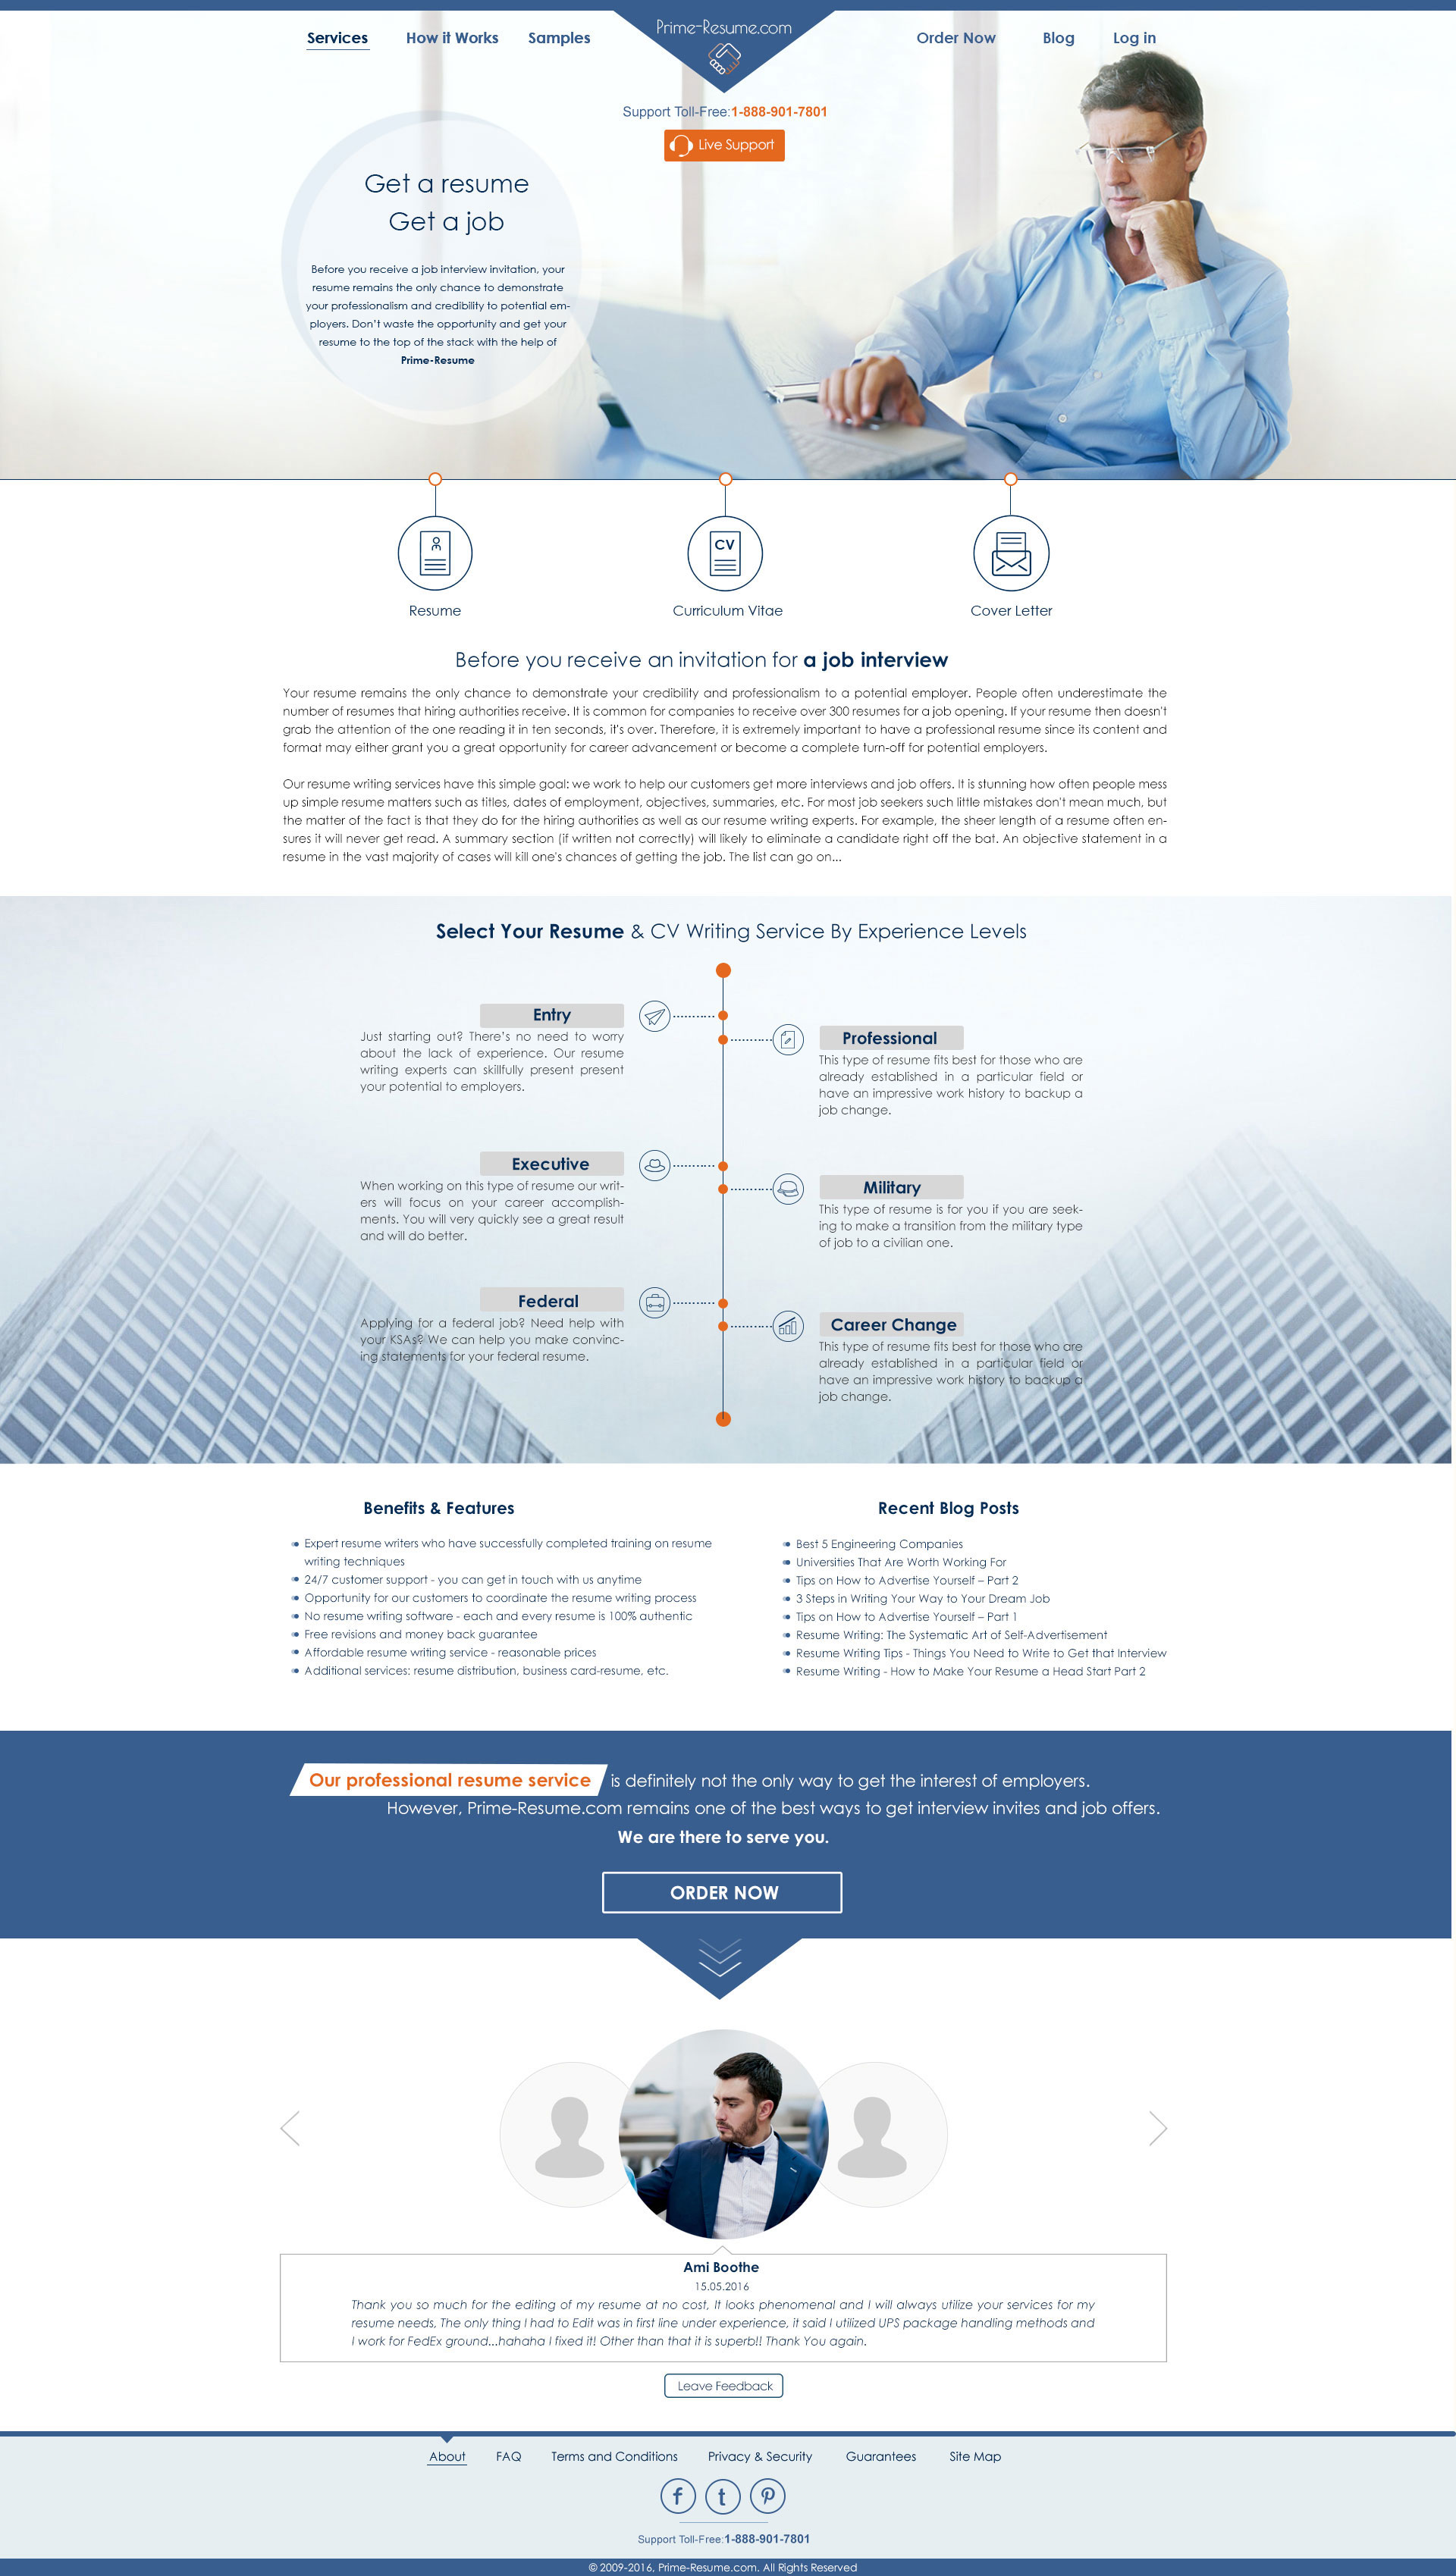 Services How it Works Samples Prime-Resume.com Order Now Blog Log in
Support Toll-Free:1-888-901-7801
Live Support
Get a resume
Get a job
Before you receive a job interview invitation, your
resume remains the only chance to demonstrate
your professionalism and credibility to potential em-
ployers. Don't waste the opportunity and get your
resume to the top of the stack with the help of
Prime-Resume
CV
Resume Curriculum Vitae Cover Letter
Before you receive an invitation for a job interview
Your resume remains the only chance to demonstrate your credibility and professionalism to a potential employer. People often underestimate the
number of resumes that hiring authorities receive. It is common for companies to receive over 300 resumes for a job opening. If your resume then doesn't
grab the attention of the one reading it in ten seconds, it's over. Therefore, it is extremely important to have a professional resume since its content and
format may either grant you a great opportunity for career advancement or become a complete turn-off for potential employers.
Our resume writing services have this simple goal: we work to help our customers get more interviews and job offers. It is stunning how often people mess
up simple resume matters such as titles, dates of employment, objectives, summaries, etc. For most job seekers such little mistakes don't mean much, but
the matter of the fact is that they do for the hiring authorities as well as our resume writing experts. For example, the sheer length of a resume often en-
sures it will never get read. A summary section (if written not correctly) will likely to eliminate a candidate right off the bat. An objective statement in a
resume in the vast majority of cases will kill one's chances of getting the job. The list can go on...
Select Your Resume & CV Writing Service By Experience Levels
Entry
Just starting out? There's no need to worry
about the lack of experience. Our resume
writing experts can skillfully present present
your potential to employers.
Professional
This type of resume fits best for those who are
already established in a particular field or
have an impressive work history to backup a
job change.
Executive
When working on this type of resume our writ-
ers will focus on your career accomplish-
ments. You will very quickly see a great result
and will do better.
Military
This type of resume is for you if you are seek-
ing to make a transition from the military type
of job to a civilian one.
Federal
Applying for a federal job? Need help with
your KSAs? We can help you make convinc-
ing statements for your federal resume.
Career Change
This type of resume fits best for those who are
already established in a particular field or
have an impressive work history to backup a
job change.
Benefits & Features
Expert resume writers who have successfully completed training on resume
writing techniques
24/7 customer support - you can get in touch with us anytime
Opportunity for our customers to coordinate the resume writing process
No resume writing software - each and every resume is 100% authentic
Free revisions and money back guarantee
Affordable resume writing service - reasonable prices
Additional services: resume distribution, business card-resume, etc.
Recent Blog Posts
Best 5 Engineering Companies
Universities That Are Worth Working For
Tips on How to Advertise Yourself – Part 2
3 Steps in Writing Your Way to Your Dream Job
Tips on How to Advertise Yourself – Part 1
Resume Writing: The Systematic Art of Self-Advertisement
Resume Writing Tips - Things You Need to Write to Get that Interview
Resume Writing - How to Make Your Resume a Head Start Part 2
Our professional resume service is definitely not the only way to get the interest of employers.
However, Prime-Resume.com remains one of the best ways to get interview invites and job offers.
We are there to serve you.
ORDER NOW
Ami Boothe
15.05.2016
Thank you so much for the editing of my resume at no cost, It looks phenomenal and I will always utilize your services for my
resume needs, The only thing I had to Edit was in first line under experience, it said I utilized UPS package handling methods and
I work for FedEx ground...hahaha I fixed it! Other than that it is superb!! Thank You again.
Leave Feedback
About FAQ Terms and Conditions Privacy & Security Guarantees Site Map
f t p
Support Toll-Free:1-888-901-7801
© 2009-2016, Prime-Resume.com. All Rights Reserved